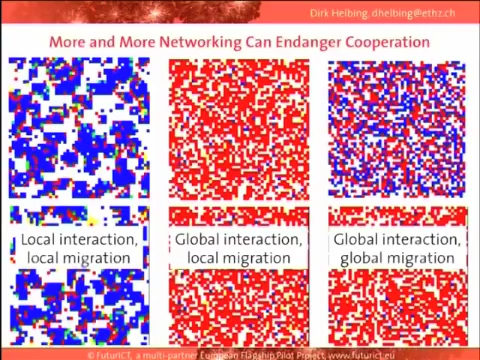 Dirk Helbing, dhelbing@ethz.ch
More and More Networking Can Endanger Cooperation
Local interaction,
local migration
Global interaction,
local migration
Global interaction,
global migration
© FuturICT, a multi-partner European Flagship Pilot Project, www.futurict.eu